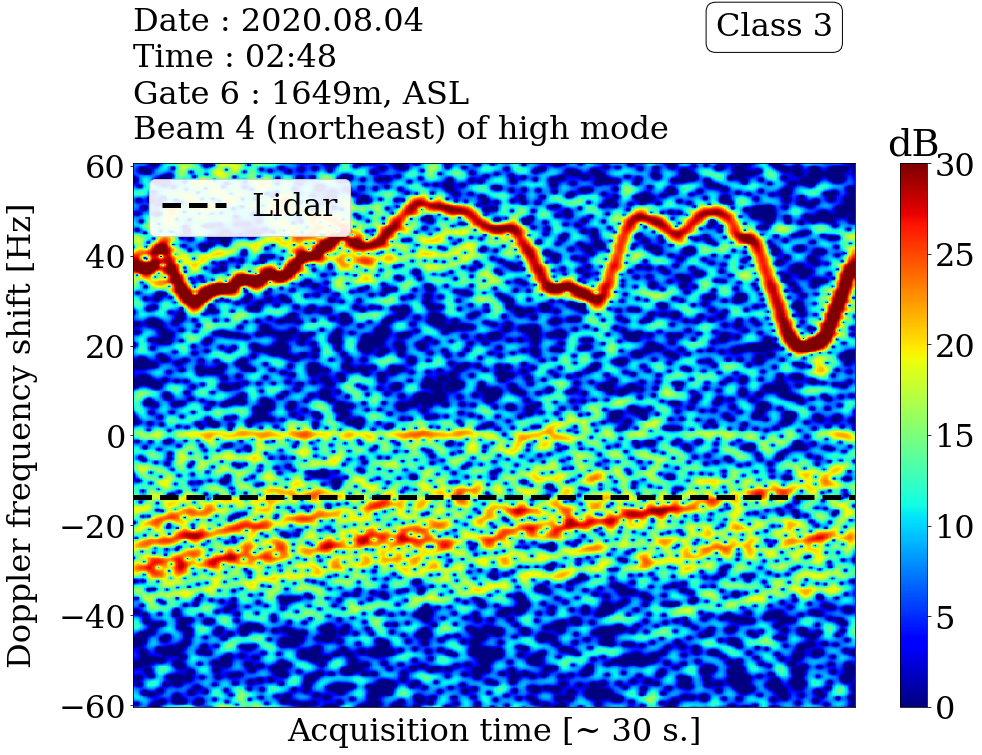 Date : 2020.08.04
Time : 02:48
Gate 6 : 1649m, ASL
Beam 4 (northeast) of high mode
Class 3
dB
Lidar
60
40
20
0
−20
−40
−60
Doppler frequency shift [Hz]
Acquisition time [~ 30 s.]
30
25
20
15
10
5
0